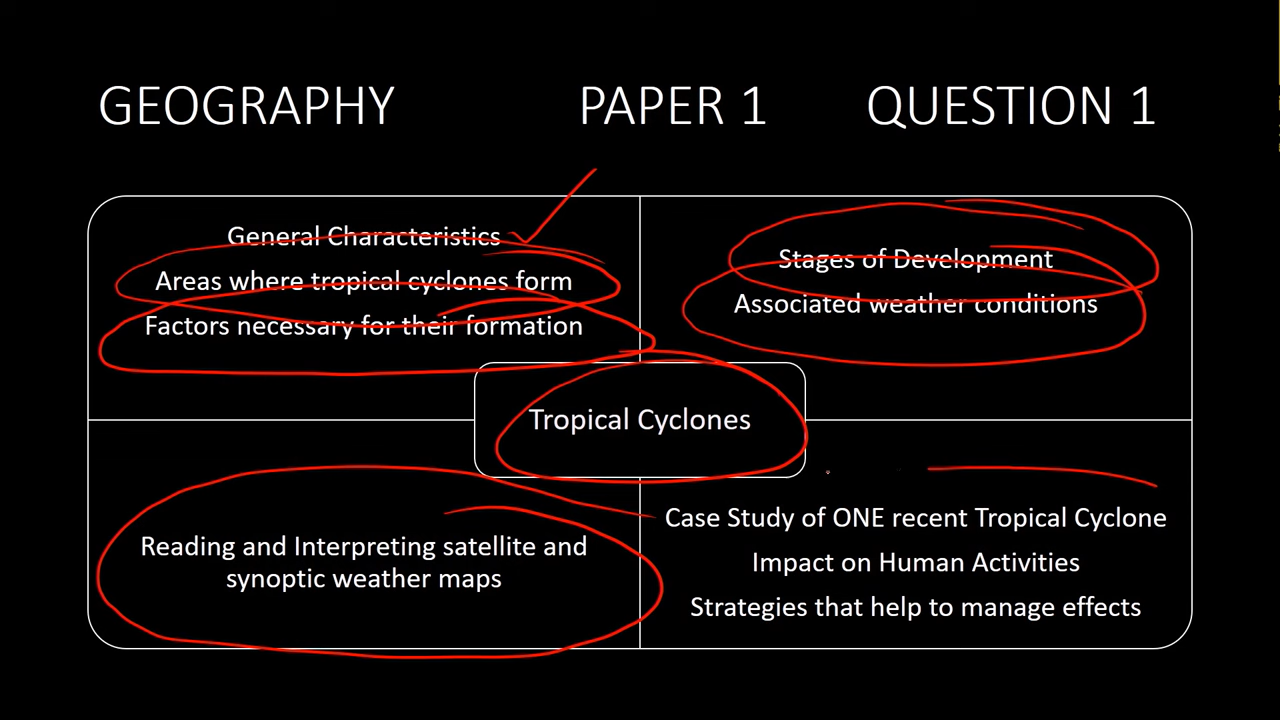 GEOGRAPHY PAPER 1 QUESTION 1
General Characteristics
Areas where tropical cyclones form
Factors necessary for their formation
Stages of Development
Associated weather conditions
Tropical Cyclones
Reading and Interpreting satellite and
synoptic weather maps
Case Study of ONE recent Tropical Cyclone
Impact on Human Activities
Strategies that help to manage effects